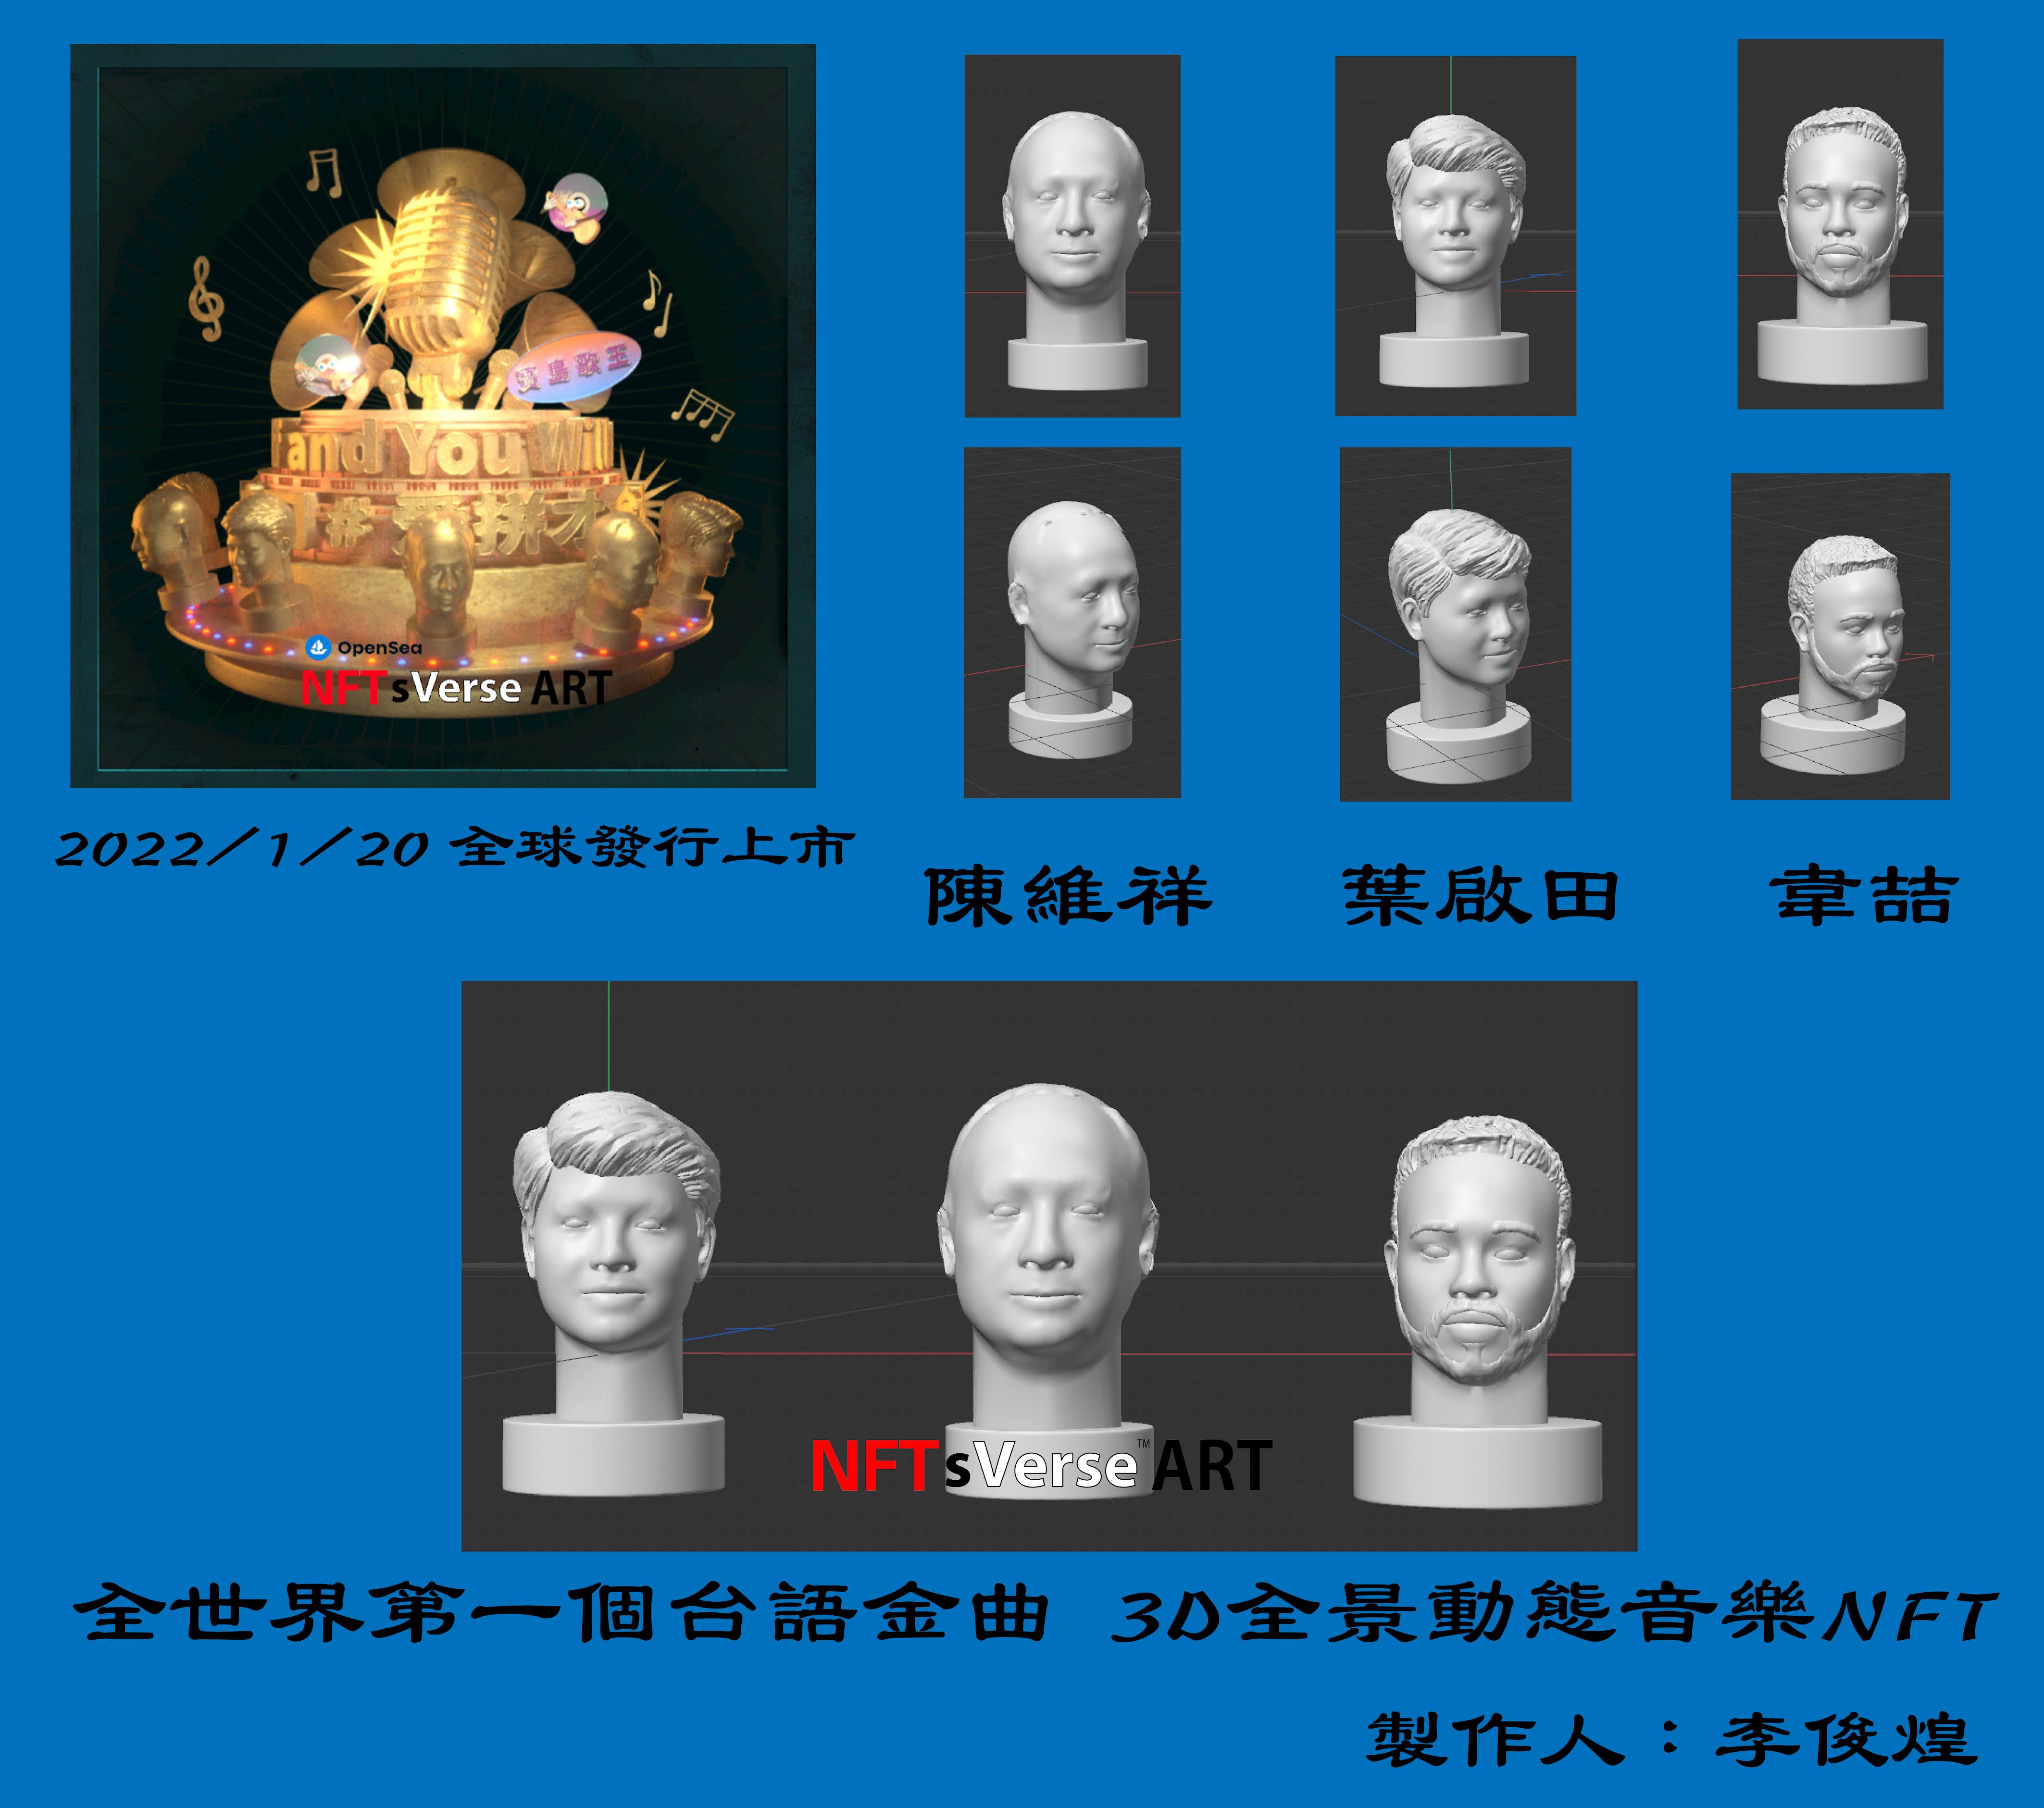 寶島歌王
and You Will
# 愛拼才
OpenSea
NFTsVerse ART
2022/1/20 全球發行上市
陳維祥
葉啟田
韋喆
NFTsVerse™ ART
全世界第一個台語金曲 3D全景動態音樂NFT
製作人：李俊煌